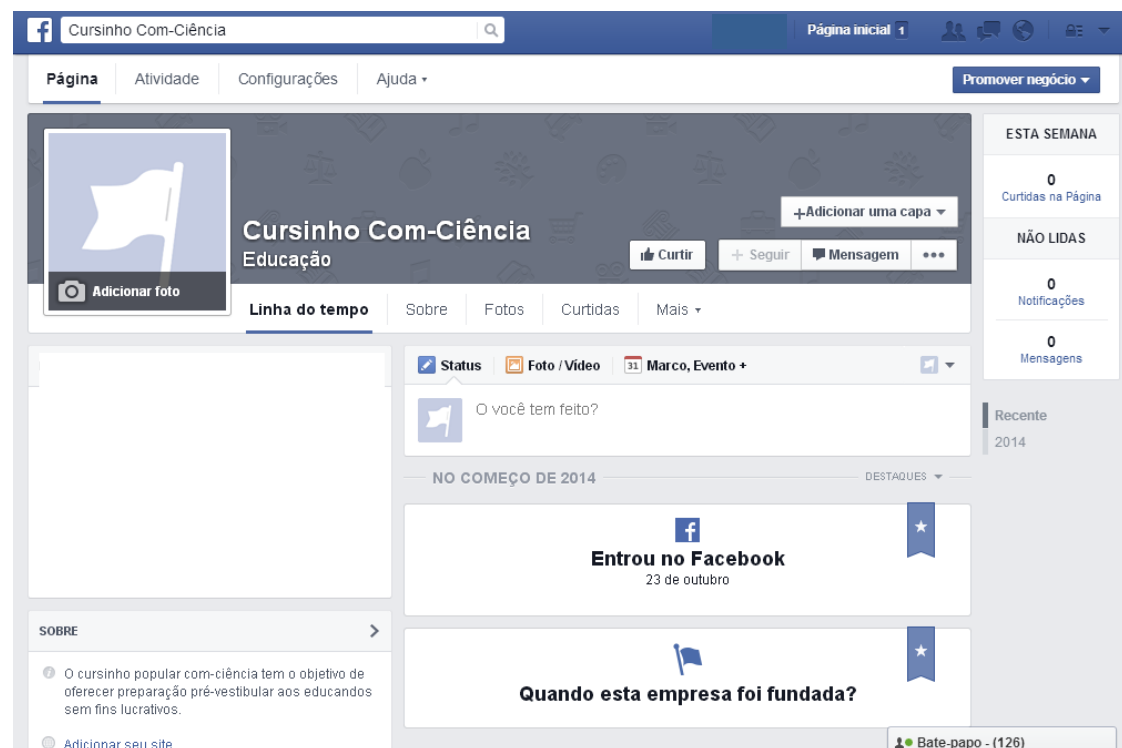 Cursinho Com-Ciência
Página inicial 1
Página Atividade Configurações Ajuda
Promover negócio
Adicionar foto
Cursinho Com-Ciência
Educação
+Adicionar uma capa
Curtir
+ Seguir
Mensagem
Linha do tempo Sobre Fotos Curtidas Mais
ESTA SEMANA
0
Curtidas na Página
NÃO LIDAS
0
Notificações
0
Mensagens
Recente
2014
Status Foto / Vídeo 31 Marco, Evento +
O você tem feito?
NO COMEÇO DE 2014
DESTAQUES
Entrou no Facebook
23 de outubro
Quando esta empresa foi fundada?
SOBRE
O cursinho popular com-ciência tem o objetivo de
oferecer preparação pré-vestibular aos educandos
sem fins lucrativos.
Adicionar seu site
Bate-papo - (126)